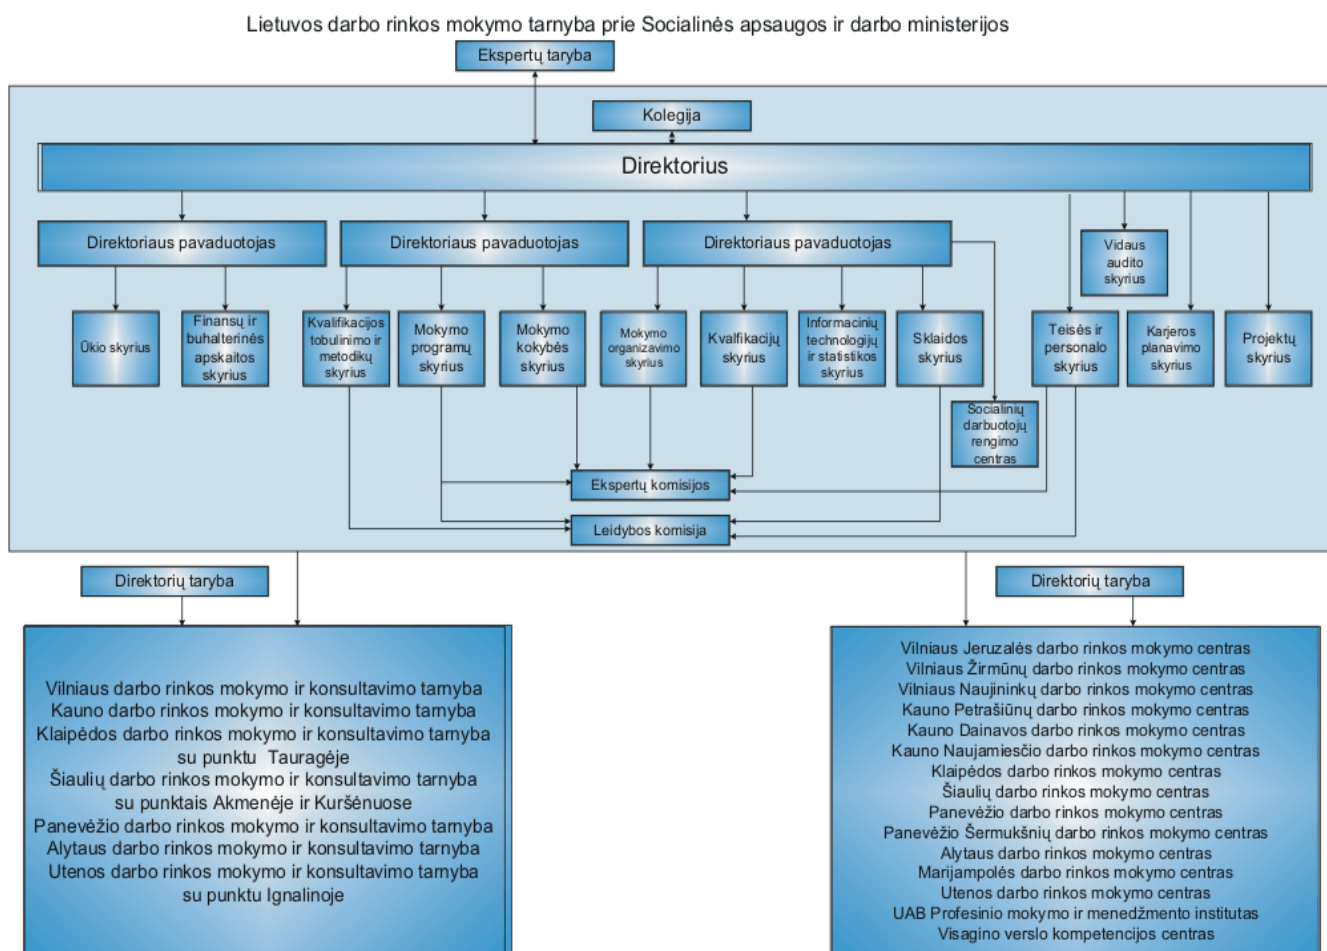 Lietuvos darbo rinkos mokymo tarnyba prie Socialinės apsaugos ir darbo ministerijos
Ekspertų taryba
Kolegija
Direktorius
Direktoriaus pavaduotojas
Direktoriaus pavaduotojas
Direktoriaus pavaduotojas
Vidaus
audito
skyrius
Ūkio skyrius
Finansų ir
buhalterinės
apskaitos
skyrius
Kvalifikacijos
tobulinimo ir
metodikų
skyrius
Mokymo
programų
skyrius
Mokymo
kokybės
skyrius
Mokymo
organizavimo
skyrius
Kvalfikacijų
skyrius
Informacinių
technologijų
ir statistikos
skyrius
Sklaidos
skyrius
Teisės ir
personalo
skyrius
Karjeros
planavimo
skyrius
Projektų
skyrius
Socialinių
darbuotojų
rengimo
centras
Ekspertų komisijos
Leidybos komisija
Direktorių taryba
Direktorių taryba
Vilniaus darbo rinkos mokymo ir konsultavimo tarnyba
Kauno darbo rinkos mokymo ir konsultavimo tarnyba
Klaipėdos darbo rinkos mokymo ir konsultavimo tarnyba
su punktu Tauragėje
Šiaulių darbo rinkos mokymo ir konsultavimo tarnyba
su punktais Akmenėje ir Kuršėnuose
Panevėžio darbo rinkos mokymo ir konsultavimo tarnyba
Alytaus darbo rinkos mokymo ir konsultavimo tarnyba
Utenos darbo rinkos mokymo ir konsultavimo tarnyba
su punktu Ignalinoje
Vilniaus Jeruzalės darbo rinkos mokymo centras
Vilniaus Žirmūnų darbo rinkos mokymo centras
Vilniaus Naujininkų darbo rinkos mokymo centras
Kauno Petrašiūnų darbo rinkos mokymo centras
Kauno Dainavos darbo rinkos mokymo centras
Kauno Naujamiesčio darbo rinkos mokymo centras
Klaipėdos darbo rinkos mokymo centras
Šiaulių darbo rinkos mokymo centras
Panevėžio darbo rinkos mokymo centras
Panevėžio Šermukšnių darbo rinkos mokymo centras
Alytaus darbo rinkos mokymo centras
Marijampolės darbo rinkos mokymo centras
Utenos darbo rinkos mokymo centras
UAB Profesinio mokymo ir menedžmento institutas
Visagino verslo kompetencijos centras